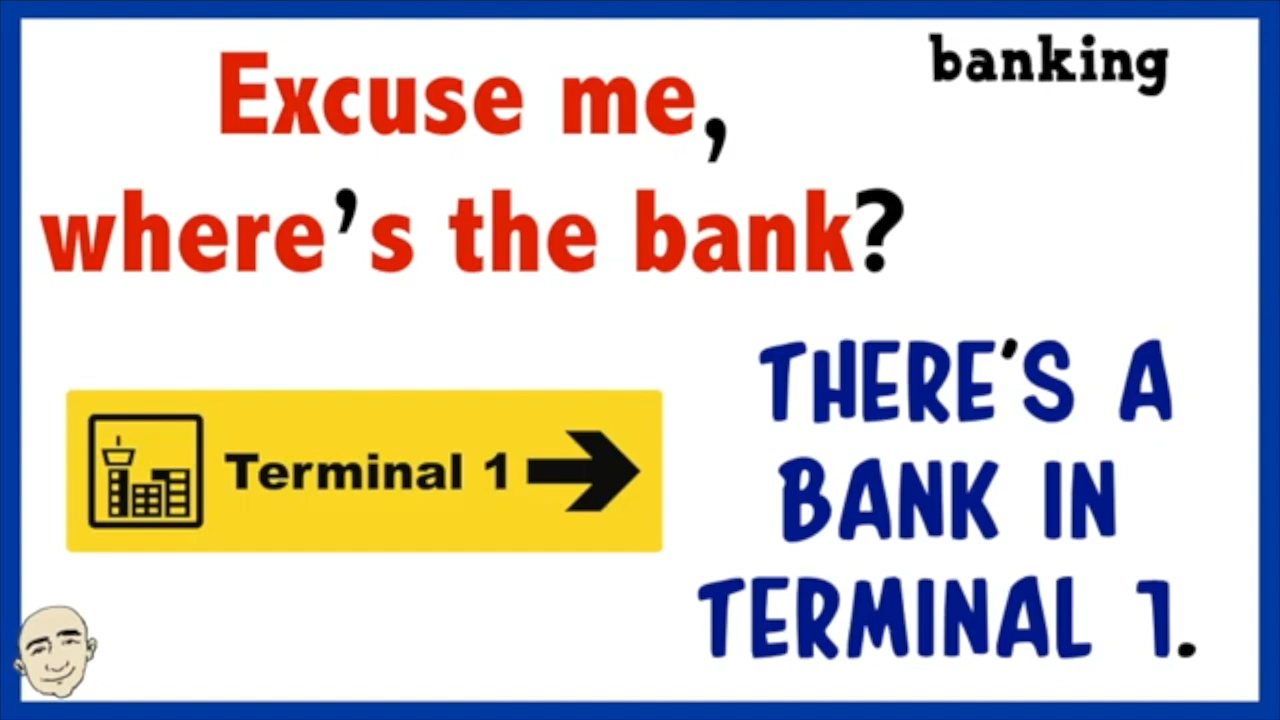 banking
Excuse me,
where's the bank?
Terminal 1
THERE'S A
BANK IN
TERMINAL 1.